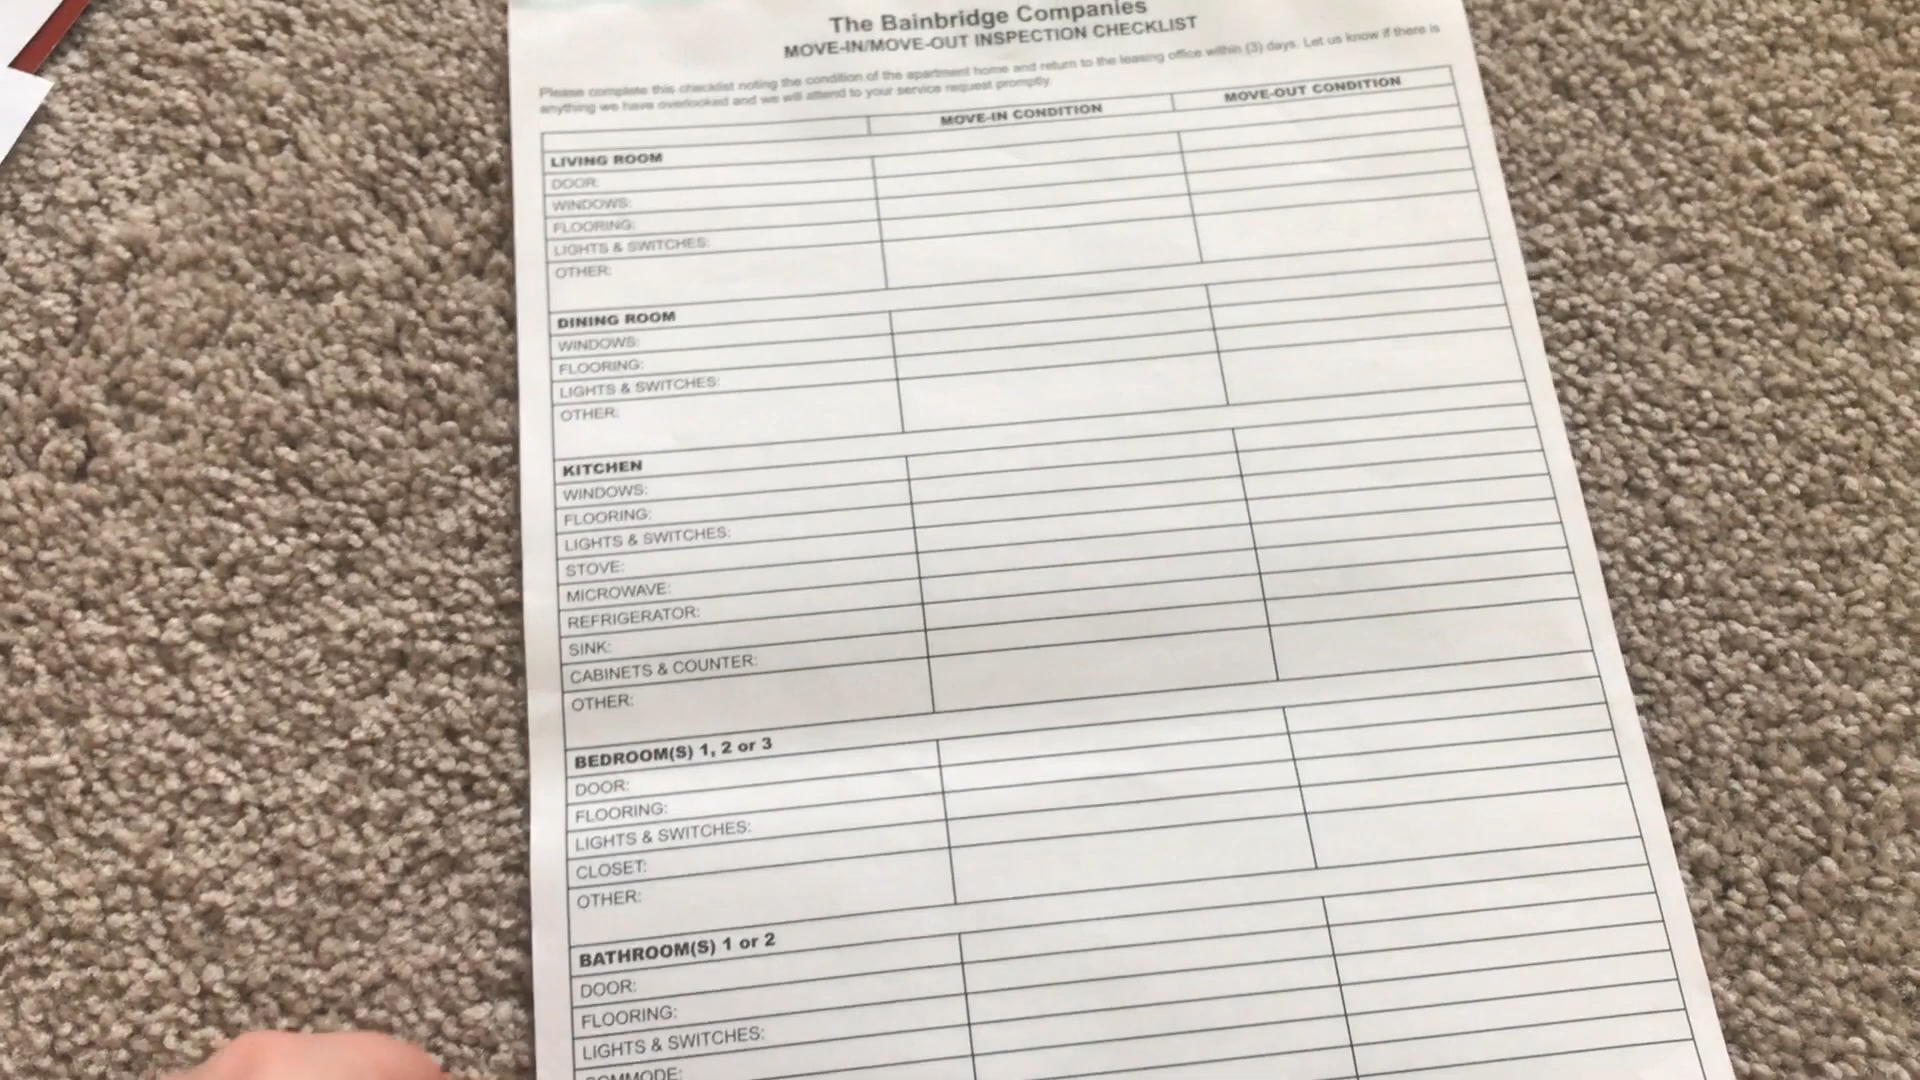 The Bainbridge Companies
MOVE-IN/MOVE-OUT INSPECTION CHECKLIST
Please complete this checklist noting the condition of the apartment home and return to the leasing office within (3) days. Let us know if there is
anything we have overlooked and we will attend to your service request promptly.
MOVE-IN CONDITION
MOVE-OUT CONDITION
LIVING ROOM
DOOR:
WINDOWS:
FLOORING:
LIGHTS & SWITCHES:
OTHER:
DINING ROOM
WINDOWS:
FLOORING:
LIGHTS & SWITCHES:
OTHER:
KITCHEN
WINDOWS:
FLOORING:
LIGHTS & SWITCHES:
STOVE:
MICROWAVE:
REFRIGERATOR:
SINK:
CABINETS & COUNTER:
OTHER:
BEDROOM(S) 1, 2 or 3
DOOR:
FLOORING:
LIGHTS & SWITCHES:
CLOSET:
OTHER:
BATHROOM(S) 1 or 2
DOOR:
FLOORING:
LIGHTS & SWITCHES:
COMMODE: